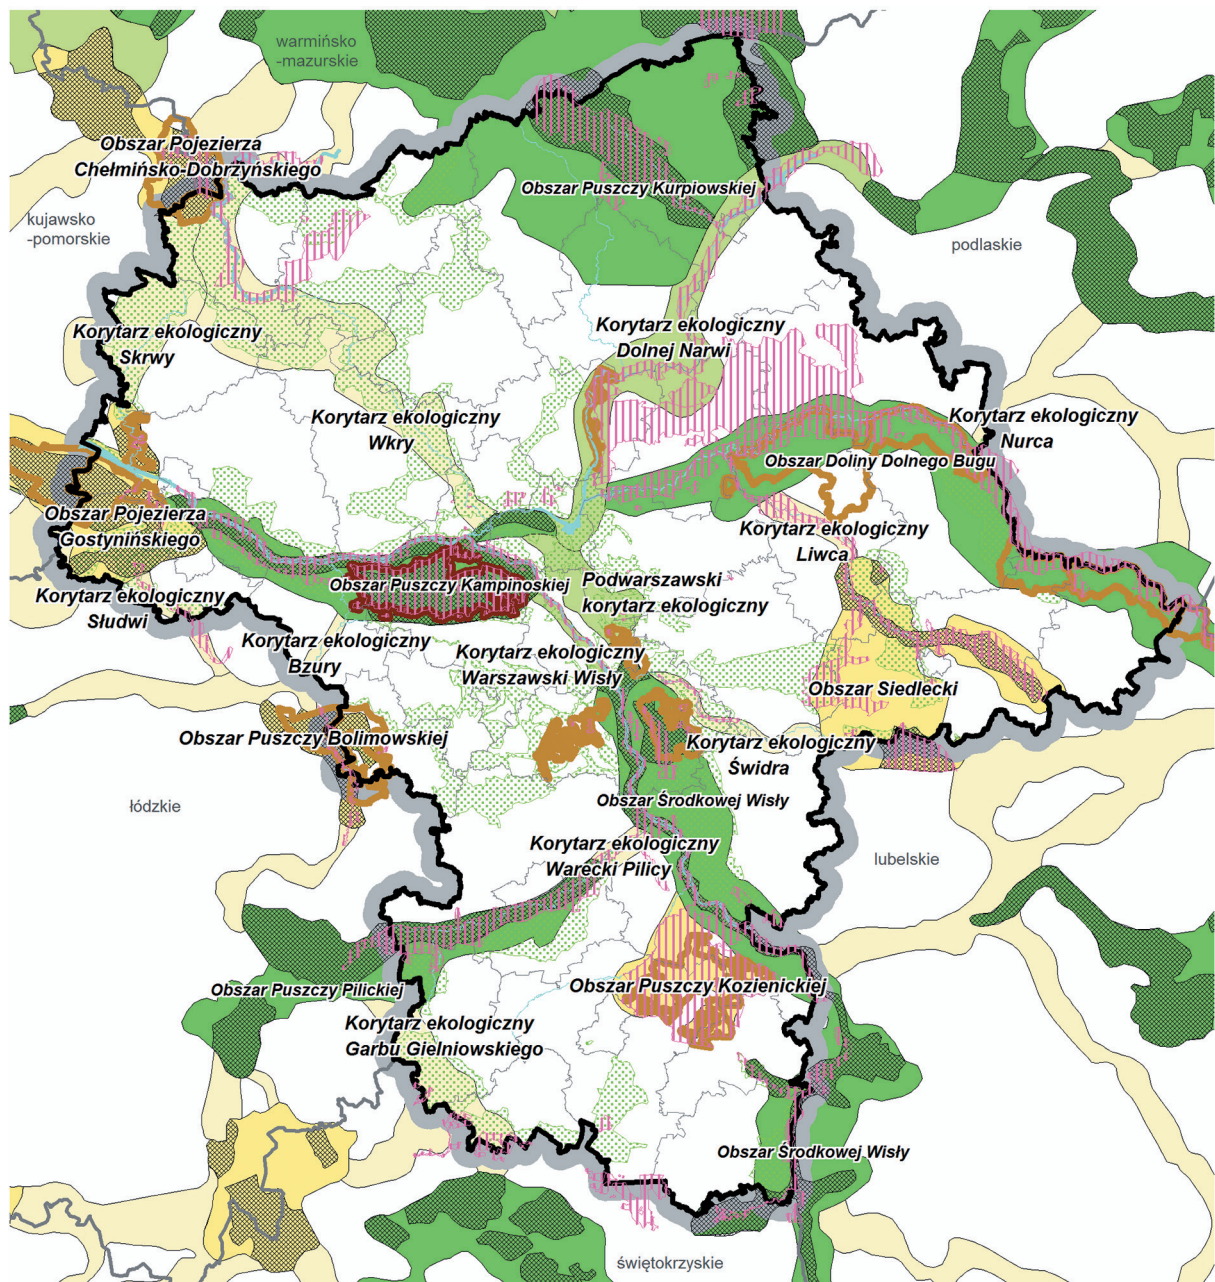 warmińsko
-mazurskie
Obszar Pojezierza
Chełmińsko-Dobrzyńskiego
Obszar Puszczy Kurpiowskiej
kujawsko
-pomorskie
podlaskie
Korytarz ekologiczny
Skrwy
Korytarz ekologiczny
Dolnej Narwi
Korytarz ekologiczny
Wkry
Korytarz ekologiczny
Nurca
Obszar Doliny Dolnego Bugu
Obszar Pojezierza
Gostynińskiego
Korytarz ekologiczny
Liwca
Obszar Puszczy Kampinoskiej
Podwarszawski
korytarz ekologiczny
Korytarz ekologiczny
Słudwi
Korytarz ekologiczny
Bzury
Korytarz ekologiczny
Warszawski Wisły
Obszar Siedlecki
Obszar Puszczy Bolimowskiej
Korytarz ekologiczny
Świdra
łódzkie
Obszar Środkowej Wisły
Korytarz ekologiczny
Warecki Pilicy
lubelskie
Obszar Puszczy Pilickiej
Obszar Puszczy Kozienickiej
Korytarz ekologiczny
Garbu Gielniowskiego
Obszar Środkowej Wisły
świętokrzyskie